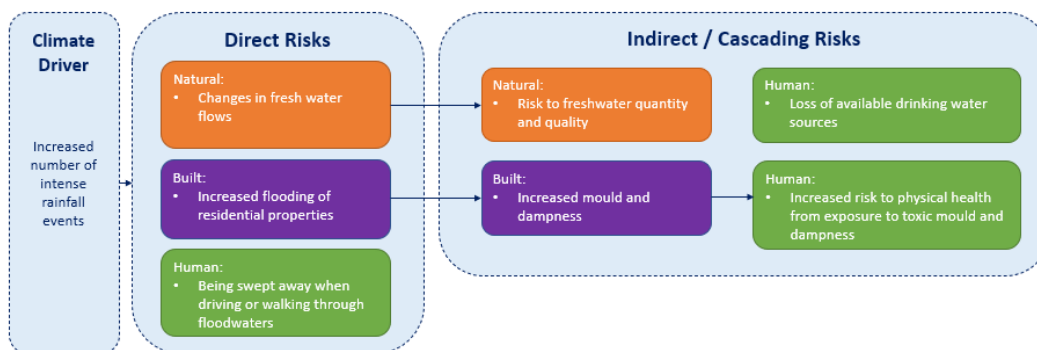 Climate
Driver
Increased
number of
intense
rainfall
events
Direct Risks
Natural:
• Changes in fresh water
flows
Built:
• Increased flooding of
residential properties
Human:
• Being swept away when
driving or walking through
floodwaters
Indirect / Cascading Risks
Natural:
• Risk to freshwater quantity
and quality
Human:
• Loss of available drinking water
sources
Built:
• Increased mould and
dampness
Human:
• Increased risk to physical health
from exposure to toxic mould and
dampness